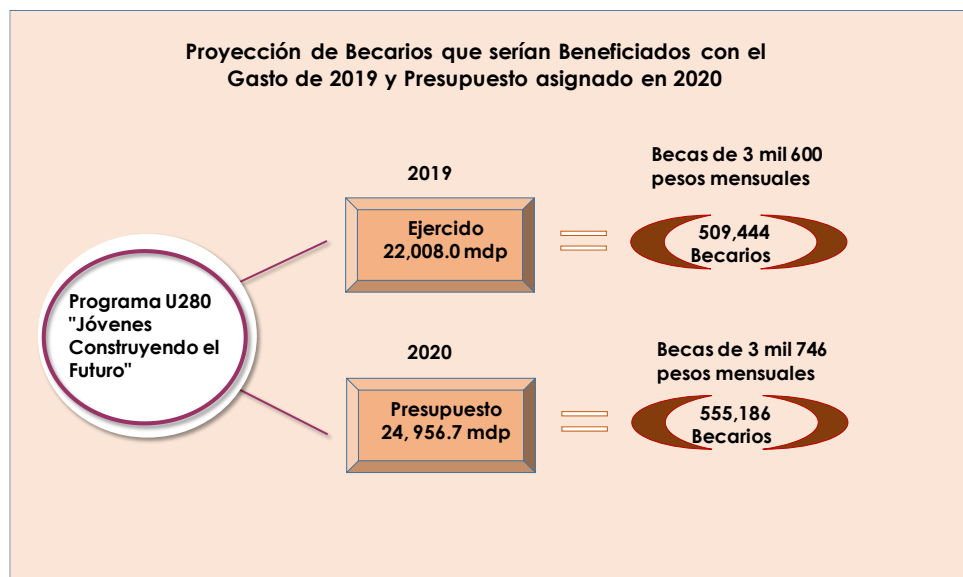 Proyección de Becarios que serían Beneficiados con el
Gasto de 2019 y Presupuesto asignado en 2020
Programa U280
"Jóvenes
Construyendo el
Futuro"
2019
Ejercido
22,008.0 mdp
Becas de 3 mil 600
pesos mensuales
509,444
Becarios
2020
Presupuesto
24, 956.7 mdp
Becas de 3 mil 746
pesos mensuales
555,186
Becarios